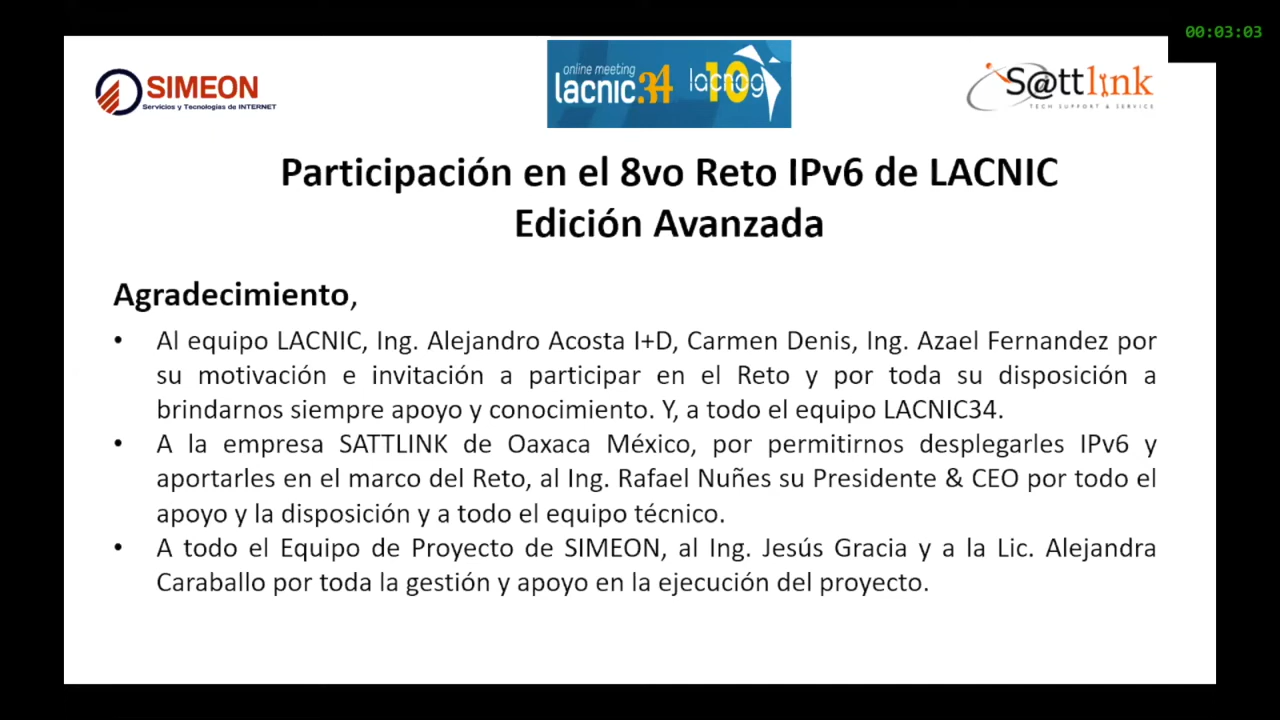 00:03:03
SIMEON
Servicios y Tecnologías de INTERNET
online meeting
lacnic.34 lacnog 10
S@ttlink
TECH SUPPORT & SERVICE
Participación en el 8vo Reto IPv6 de LACNIC
Edición Avanzada
Agradecimiento,
• Al equipo LACNIC, Ing. Alejandro Acosta I+D, Carmen Denis, Ing. Azael Fernandez por
su motivación e invitación a participar en el Reto y por toda su disposición a
brindarnos siempre apoyo y conocimiento. Y, a todo el equipo LACNIC34.
• A la empresa SATTLINK de Oaxaca México, por permitirnos desplegarles IPv6 y
aportarles en el marco del Reto, al Ing. Rafael Nuñes su Presidente & CEO por todo el
apoyo y la disposición y a todo el equipo técnico.
• A todo el Equipo de Proyecto de SIMEON, al Ing. Jesús Gracia y a la Lic. Alejandra
Caraballo por toda la gestión y apoyo en la ejecución del proyecto.